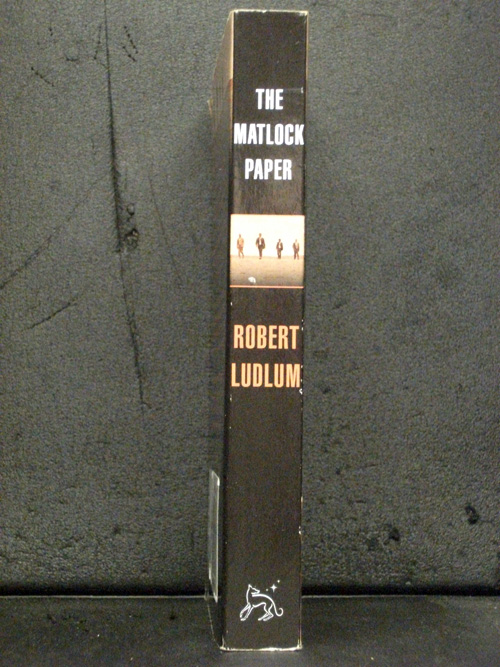 THE
MATLOCK
PAPER
ROBERT
LUDLUM